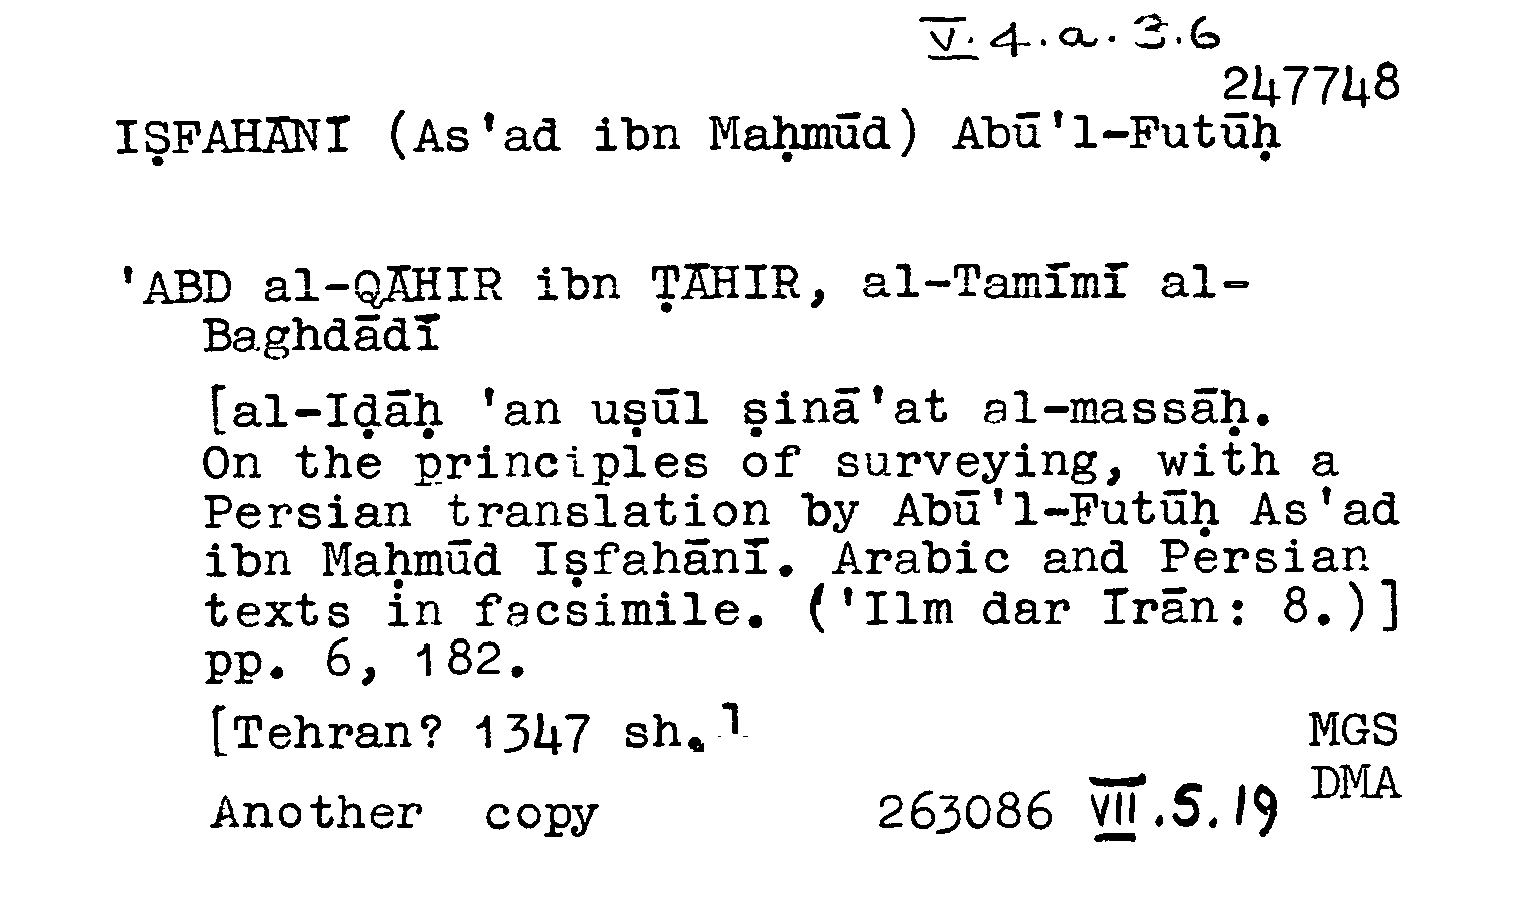 V.4.a.3.6
247748
IṢFAHĀNĪ (As'ad ibn Maḥmūd) Abū'l-Futūḥ
'ABD al-QĀHIR ibn ṬĀHIR, al-Tamīmī al-
Baghdādī
[al-Iḍāḥ 'an uṣūl ṣinā'at al-massāḥ.
On the principles of surveying, with a
Persian translation by Abū'l-Futūḥ As'ad
ibn Maḥmūd Iṣfahānī. Arabic and Persian
texts in facsimile. ('Ilm dar Irān: 8.)]
pp. 6, 182.
[Tehran? 1347 sh.]
MGS
DMA
Another copy 263086 VII.5.19